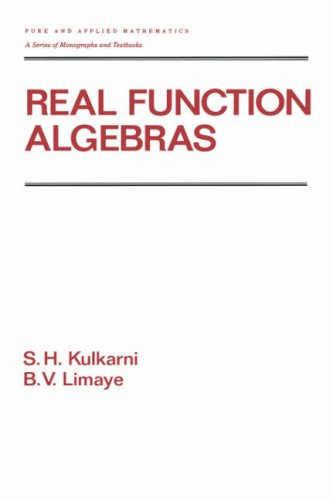 PURE AND APPLIED MATHEMATICS
A Series of Monographs and Textbooks
REAL FUNCTION
ALGEBRAS
S. H. Kulkarni
B. V. Limaye